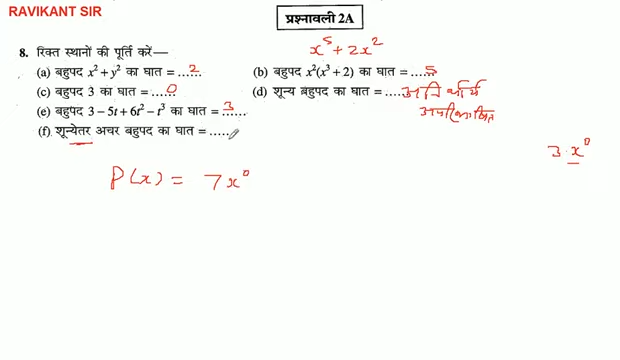 RAVIKANT SIR
प्रश्नावली 2A
8. रिक्त स्थानों की पूर्ति करें—
x⁵ + 2x²
(a) बहुपद x² + y² का घात = ...2... (b) बहुपद x²(x³ + 2) का घात = ...5...
(c) बहुपद 3 का घात = ...0... (d) शून्य बहुपद का घात = ...
अपरिभाषित
(e) बहुपद 3 − 5t + 6t² − t³ का घात = ...3...
(f) शून्येतर अचर बहुपद का घात = ......
3·x⁰
P(x) = 7x⁰